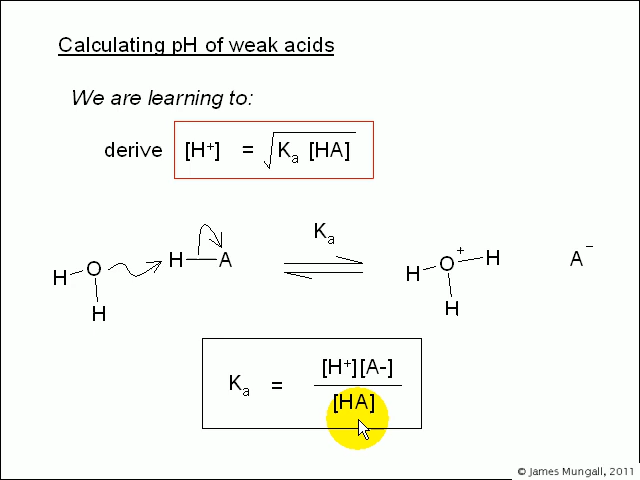 Calculating pH of weak acids
We are learning to:
derive [H⁺] = √Kₐ [HA]
Kₐ
H O H H A H O + H H A −
Kₐ = [H⁺][A-]
[HA]
© James Mungall, 2011